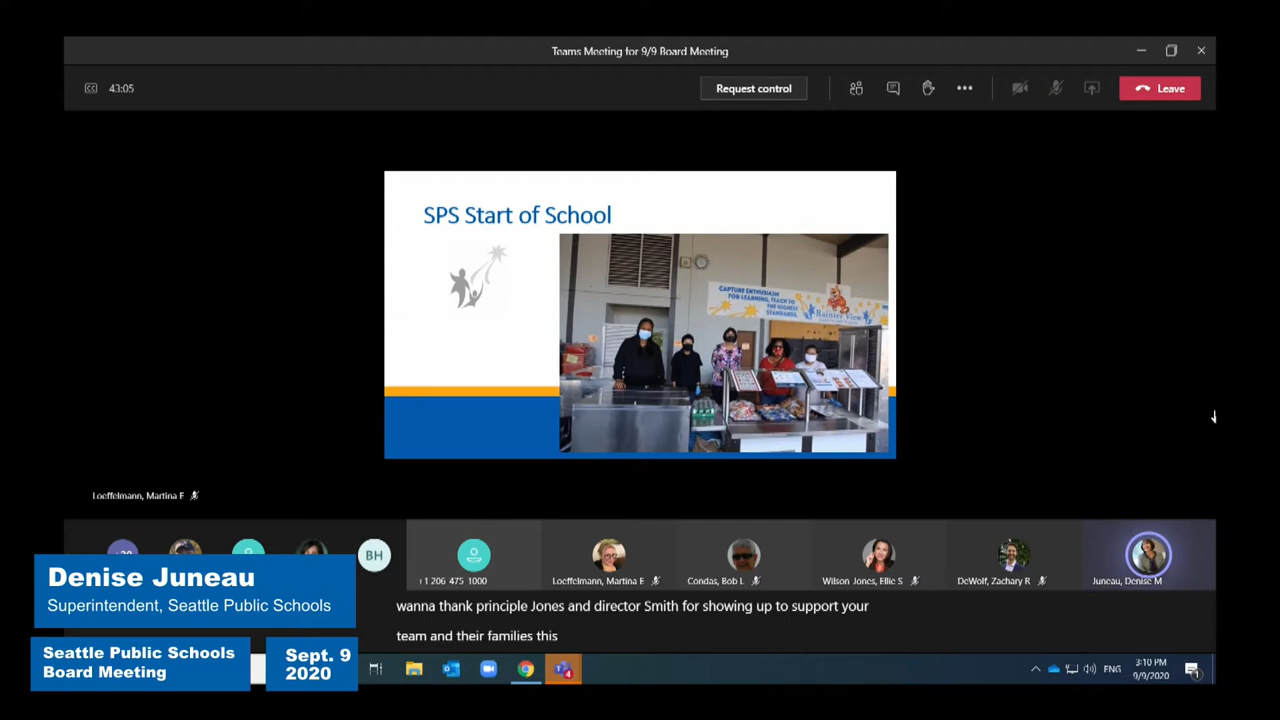 Teams Meeting for 9/9 Board Meeting
43:05
Request control
Leave
SPS Start of School
CAPTURE ENTHUSIASM
FOR LEARNING, TEACH TO
THE HIGHEST
STANDARDS.
Rainier View
Loeffelmann, Martina E
BH
+1 206-475-1000
Loeffelmann, Martina E
Condas, Bob L
Wilson Jones, Ellie S
DeWolf, Zachary R
Juneau, Denise M
Denise Juneau
Superintendent, Seattle Public Schools
wanna thank principle Jones and director Smith for showing up to support your
team and their families this
Seattle Public Schools
Board Meeting
Sept. 9
2020
4
ENG
3:10 PM
9/9/2020
1